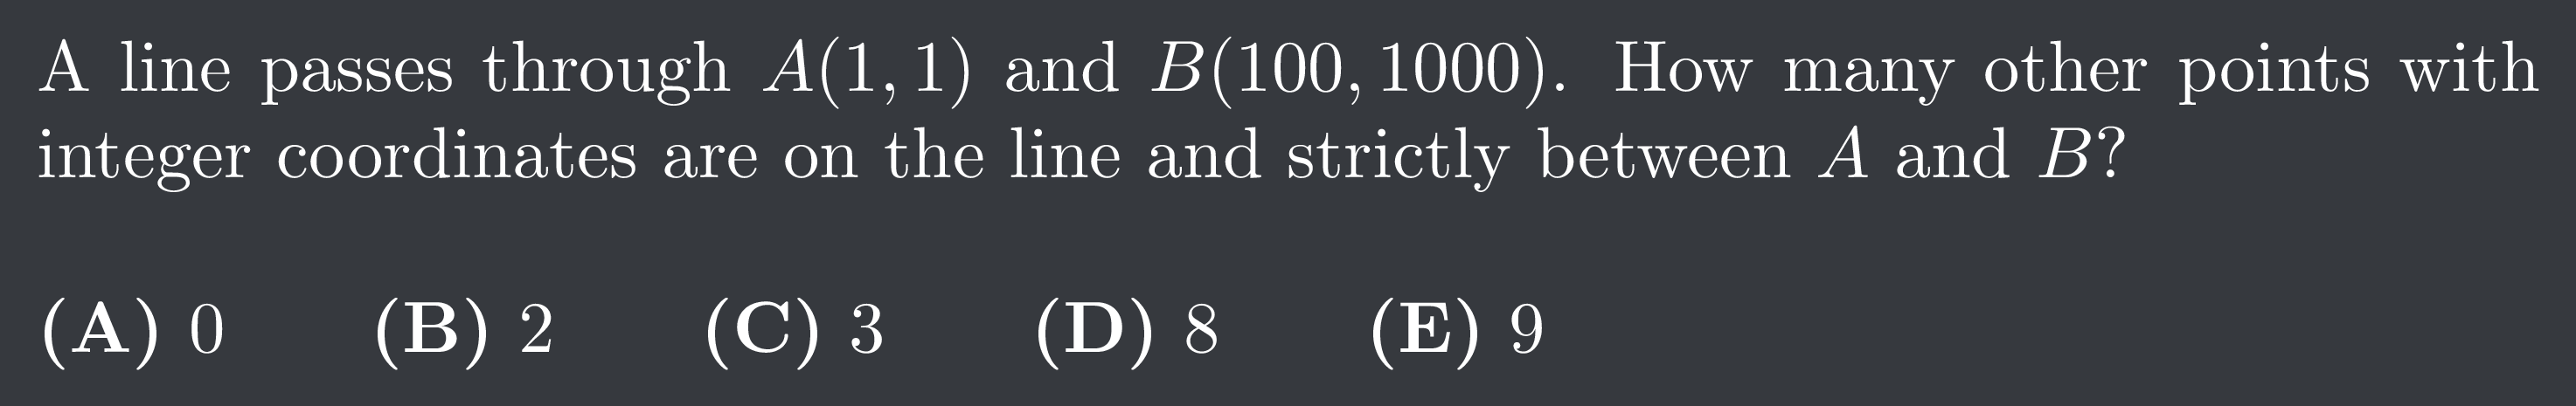 A line passes through A(1, 1) and B(100, 1000). How many other points with
integer coordinates are on the line and strictly between A and B?
(A) 0 (B) 2 (C) 3 (D) 8 (E) 9